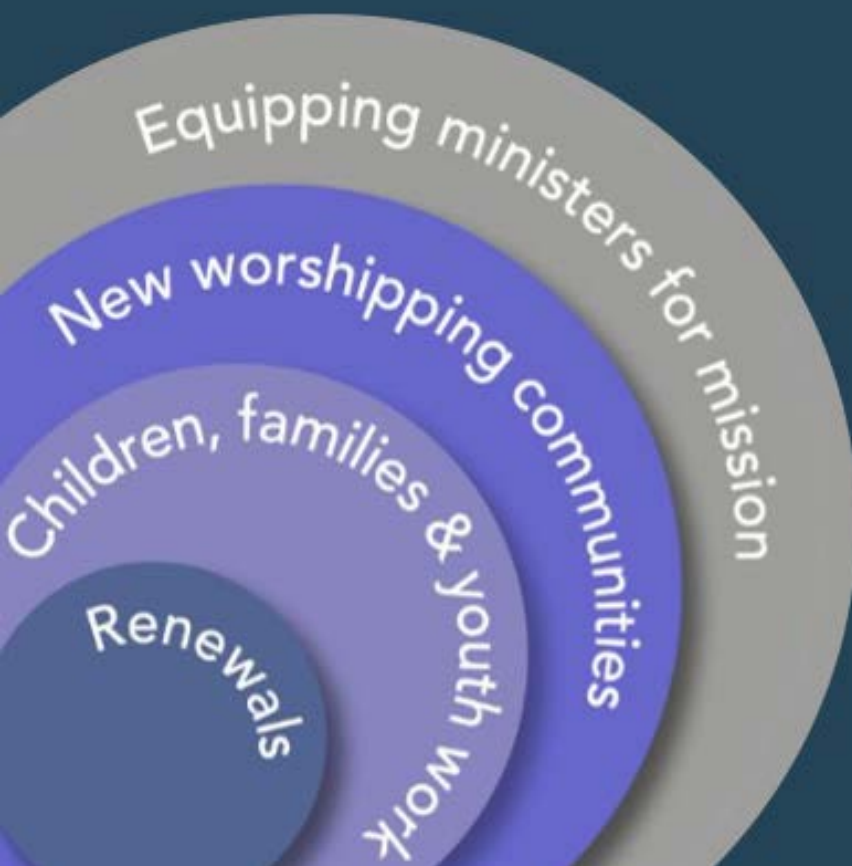 Equipping ministers for mission
New worshipping communities
Children, families & youth work
Renewals